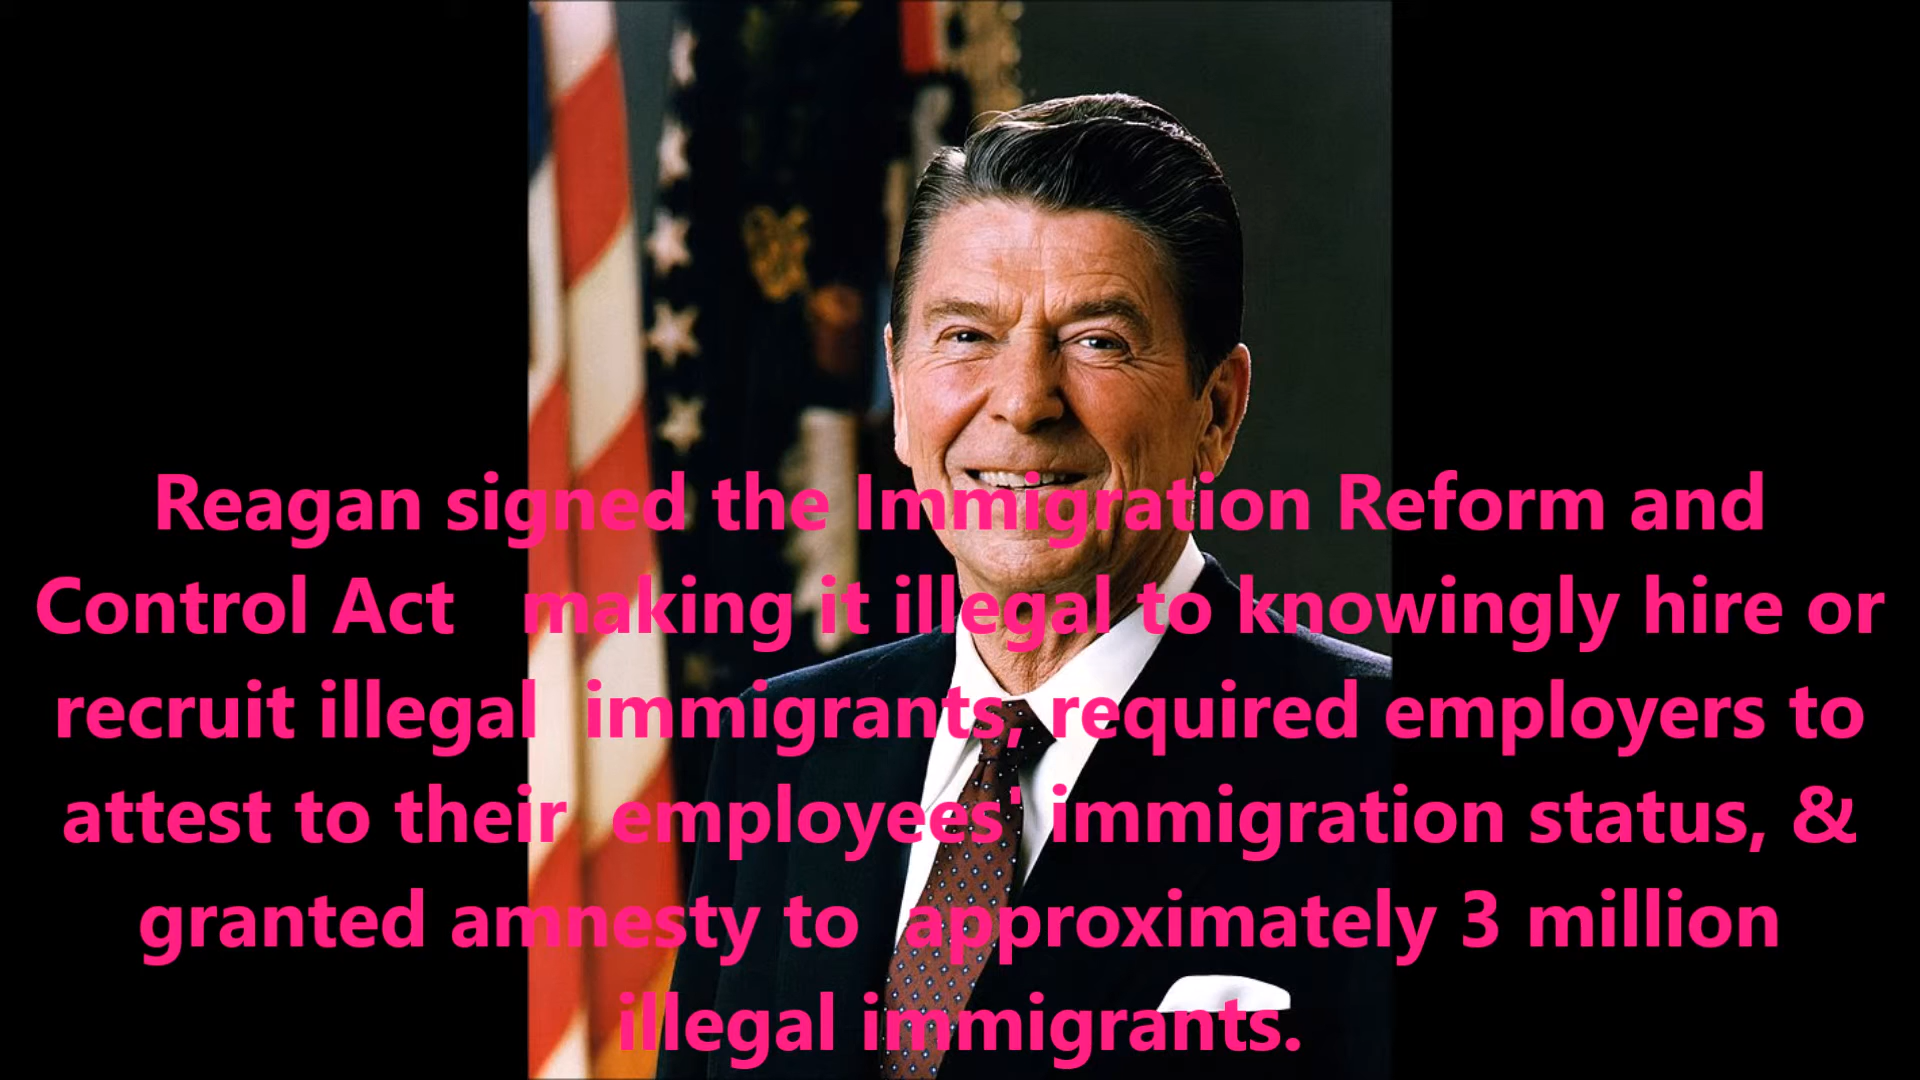 Reagan signed the Immigration Reform and
Control Act making it illegal to knowingly hire or
recruit illegal immigrants, required employers to
attest to their employees' immigration status, &
granted amnesty to approximately 3 million
illegal immigrants.